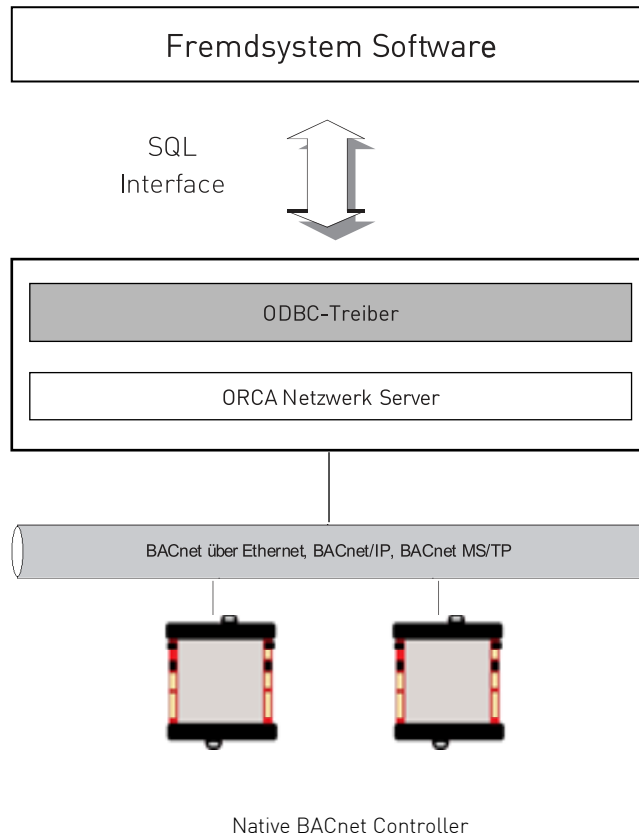 Fremdsystem Software
SQL
Interface
ODBC-Treiber
ORCA Netzwerk Server
BACnet über Ethernet, BACnet/IP, BACnet MS/TP
Native BACnet Controller